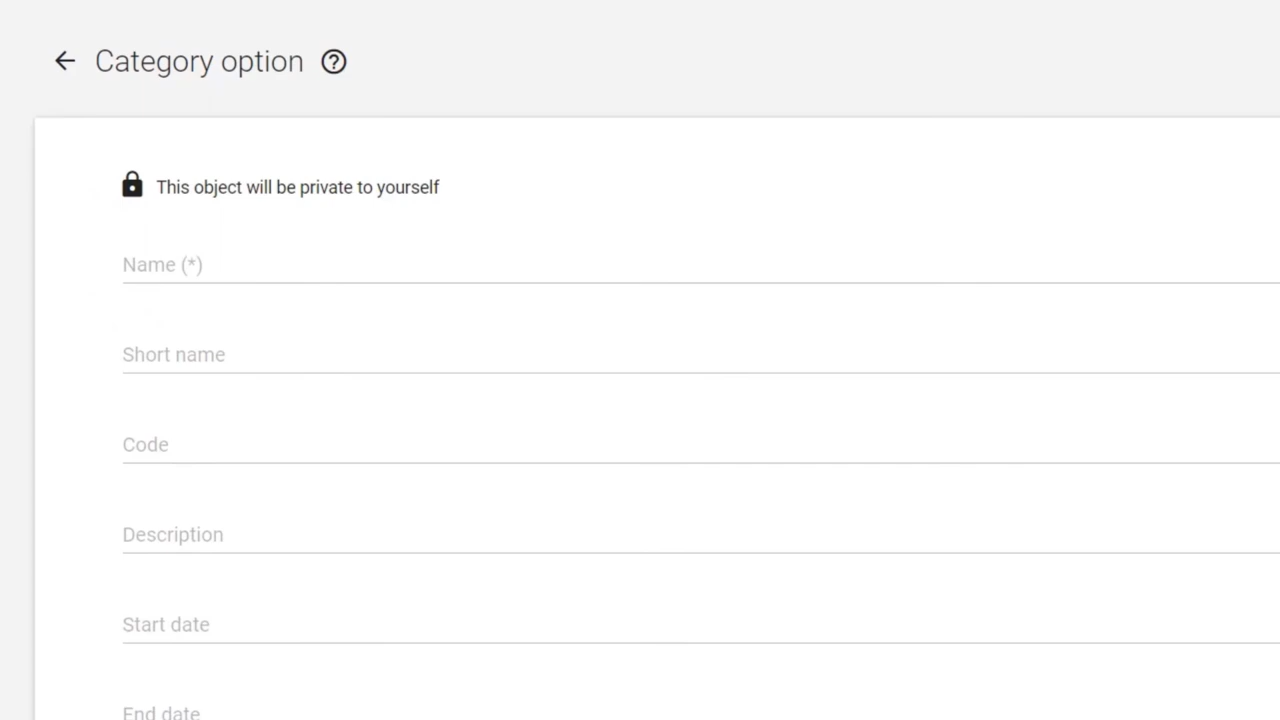 Category option
This object will be private to yourself
Name (*)
Short name
Code
Description
Start date
End date